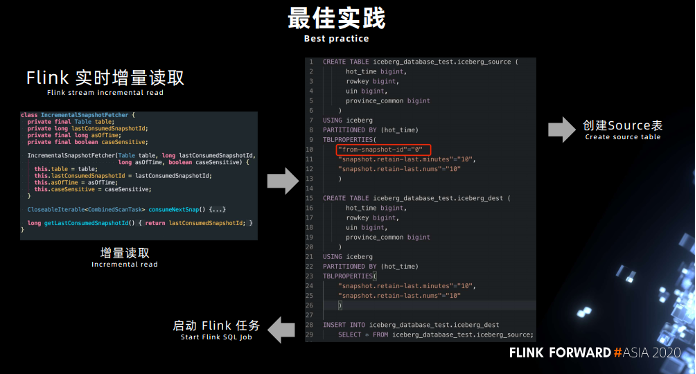 最佳实践
Best practice
Flink 实时增量读取
Flink stream incremental read
class IncrementalSnapshotFetcher {
private final Table table;
private long lastConsumedSnapshotId;
private final long asOfTime;
private final boolean caseSensitive;
IncrementalSnapshotFetcher(Table table, long lastConsumedSnapshotId,
long asOfTime, boolean caseSensitive) {
this.table = table;
this.lastConsumedSnapshotId = lastConsumedSnapshotId;
this.asOfTime = asOfTime;
this.caseSensitive = caseSensitive;
}
CloseableIterable<CombinedScanTask> consumeNextSnap() {...}
long getLastConsumedSnapshotId() { return lastConsumedSnapshotId; }
}
增量读取
Incremental read
1 CREATE TABLE iceberg_database_test.iceberg_source (
2 hot_time bigint,
3 rowkey bigint,
4 uin bigint,
5 province_common bigint
6 )
7 USING iceberg
8 PARTITIONED BY (hot_time)
9 TBLPROPERTIES(
10 "from-snapshot-id"="0"
11 "snapshot.retain-last.minutes"="10",
12 "snapshot.retain-last.nums"="10"
13 )
14
15 CREATE TABLE iceberg_database_test.iceberg_dest (
16 hot_time bigint,
17 rowkey bigint,
18 uin bigint,
19 province_common bigint
20 )
21 USING iceberg
22 PARTITIONED BY (hot_time)
23 TBLPROPERTIES(
24 "snapshot.retain-last.minutes"="10",
25 "snapshot.retain-last.nums"="10"
26 )
27
28 INSERT INTO iceberg_database_test.iceberg_dest
29 SELECT * FROM iceberg_database_test.iceberg_source;
创建Source表
Create source table
启动 Flink 任务
Start Flink SQL Job
FLINK FORWARD #ASIA 2020